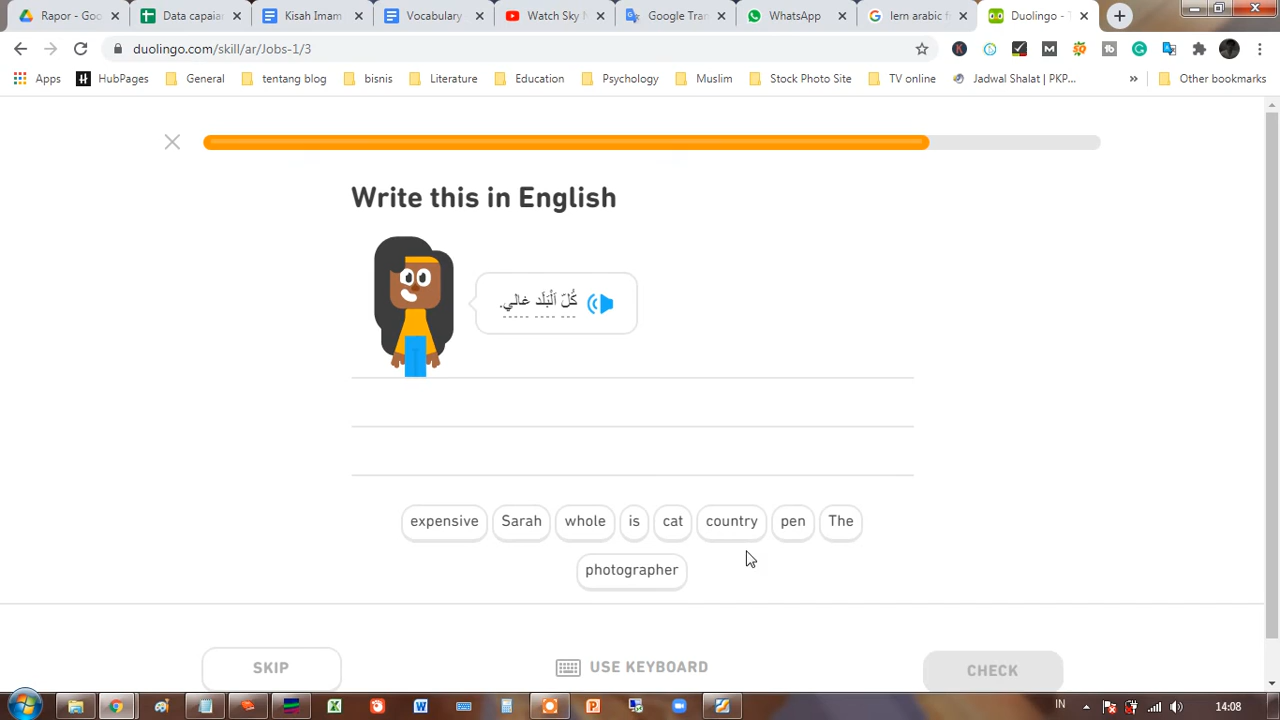 Rapor - Goo
Data capai
Kelah Imam
Vocabulary
Watch Sky
Google Tra
WhatsApp
lern arabic f
Duolingo - T
duolingo.com/skill/ar/Jobs-1/3
Apps
HubPages
General
tentang blog
bisnis
Literature
Education
Psychology
Muslim
Stock Photo Site
TV online
Jadwal Shalat | PKP...
»
Other bookmarks
Write this in English
كُلّ اَلْبَلَد غالي.
expensive Sarah whole is cat country pen The
photographer
SKIP
USE KEYBOARD
CHECK
IN
14:08